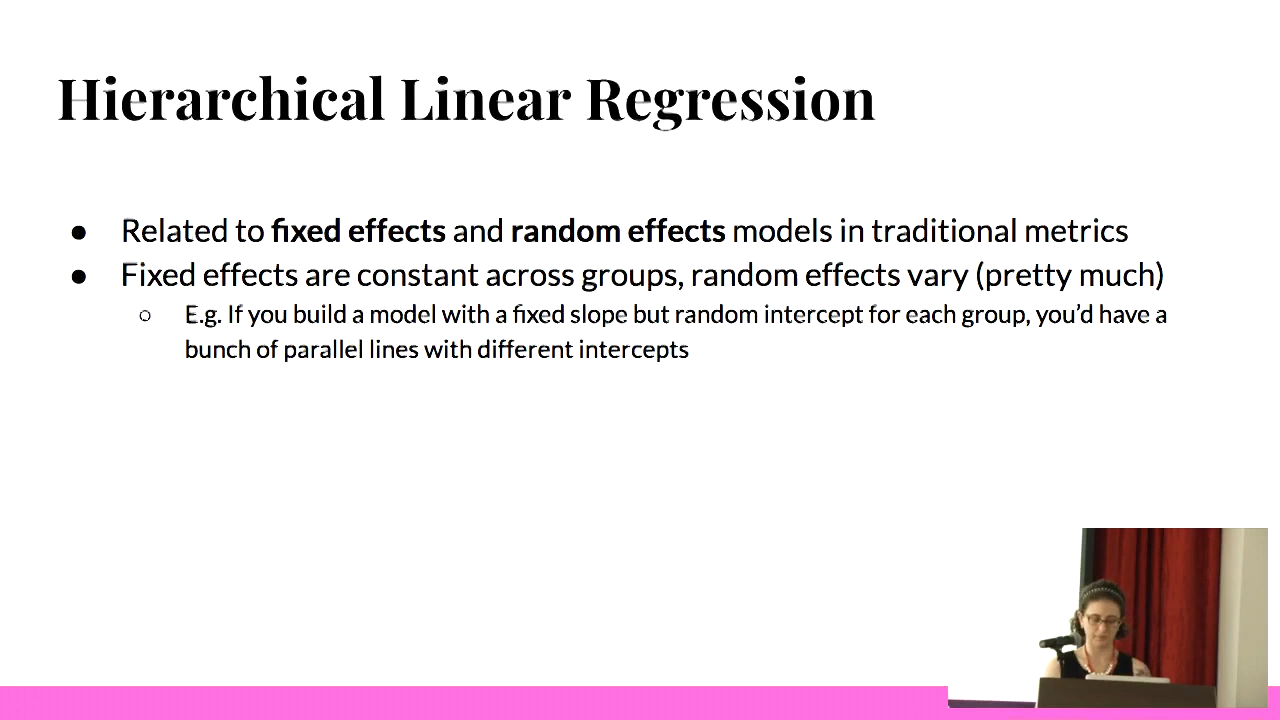 Hierarchical Linear Regression
● Related to fixed effects and random effects models in traditional metrics
● Fixed effects are constant across groups, random effects vary (pretty much)
○ E.g. If you build a model with a fixed slope but random intercept for each group, you’d have a
bunch of parallel lines with different intercepts